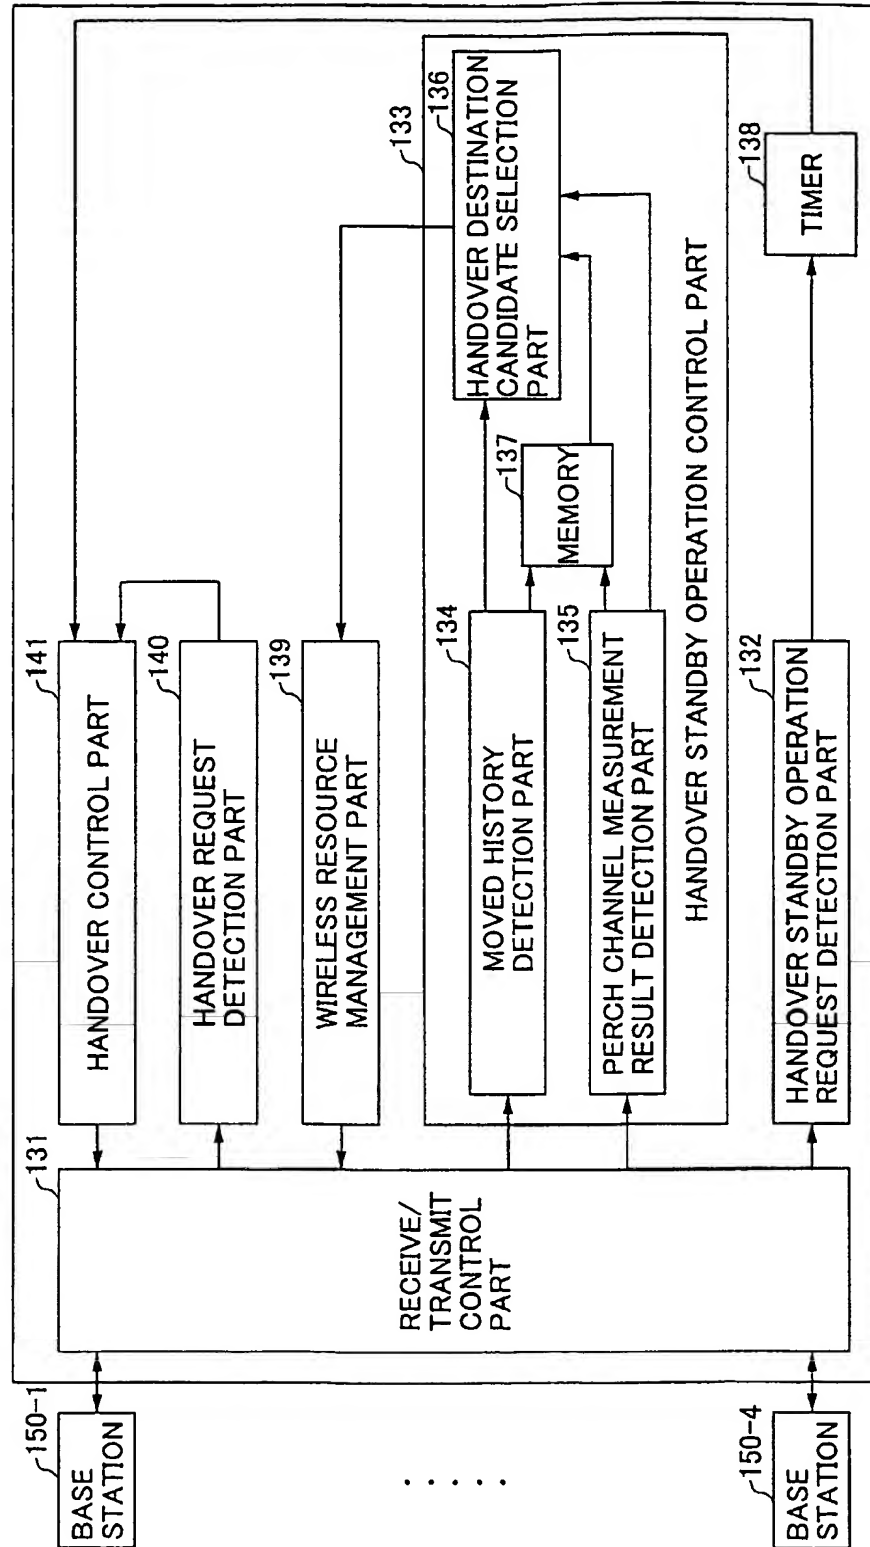 150-1
BASE
STATION
.....
150-4
BASE
STATION
131
RECEIVE/
TRANSMIT
CONTROL
PART
141
HANDOVER CONTROL PART
140
HANDOVER REQUEST
DETECTION PART
139
WIRELESS RESOURCE
MANAGEMENT PART
133
134
MOVED HISTORY
DETECTION PART
135
PERCH CHANNEL MEASUREMENT
RESULT DETECTION PART
137
MEMORY
136
HANDOVER DESTINATION
CANDIDATE SELECTION
PART
HANDOVER STANDBY OPERATION CONTROL PART
132
HANDOVER STANDBY OPERATION
REQUEST DETECTION PART
138
TIMER